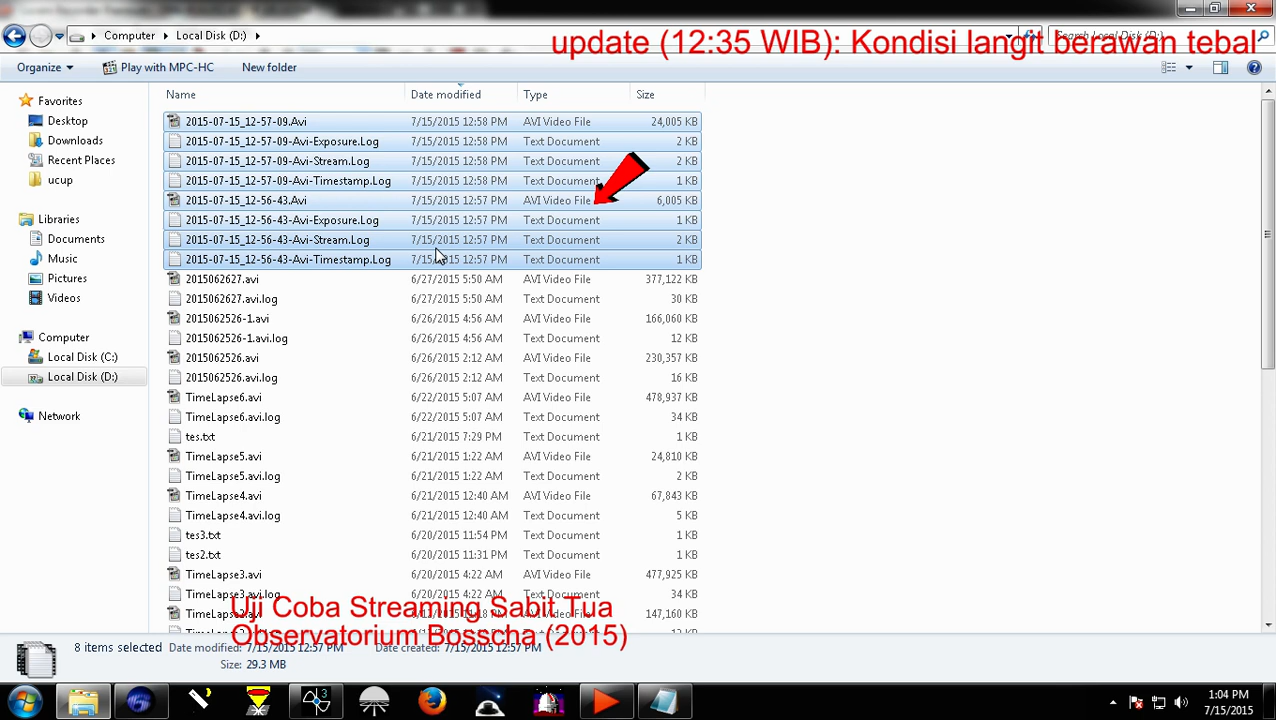 Computer ▸ Local Disk (D:) ▸
Search Local Disk (D:)
update (12:35 WIB): Kondisi langit berawan tebal
Organize Play with MPC-HC New folder
Favorites
Desktop
Downloads
Recent Places
ucup
Libraries
Documents
Music
Pictures
Videos
Computer
Local Disk (C:)
Local Disk (D:)
Network
Name Date modified Type Size
2015-07-15_12-57-09.Avi 7/15/2015 12:58 PM AVI Video File 24,005 KB
2015-07-15_12-57-09-Avi-Exposure.Log 7/15/2015 12:58 PM Text Document 2 KB
2015-07-15_12-57-09-Avi-Stream.Log 7/15/2015 12:58 PM Text Document 2 KB
2015-07-15_12-57-09-Avi-Timestamp.Log 7/15/2015 12:58 PM Text Document 1 KB
2015-07-15_12-56-43.Avi 7/15/2015 12:57 PM AVI Video File 6,005 KB
2015-07-15_12-56-43-Avi-Exposure.Log 7/15/2015 12:57 PM Text Document 1 KB
2015-07-15_12-56-43-Avi-Stream.Log 7/15/2015 12:57 PM Text Document 2 KB
2015-07-15_12-56-43-Avi-Timestamp.Log 7/15/2015 12:57 PM Text Document 1 KB
2015062627.avi 6/27/2015 5:50 AM AVI Video File 377,122 KB
2015062627.avi.log 6/27/2015 5:50 AM Text Document 30 KB
2015062526-1.avi 6/26/2015 4:56 AM AVI Video File 166,060 KB
2015062526-1.avi.log 6/26/2015 4:56 AM Text Document 12 KB
2015062526.avi 6/26/2015 2:12 AM AVI Video File 230,357 KB
2015062526.avi.log 6/26/2015 2:12 AM Text Document 16 KB
TimeLapse6.avi 6/22/2015 5:07 AM AVI Video File 478,937 KB
TimeLapse6.avi.log 6/22/2015 5:07 AM Text Document 34 KB
tes.txt 6/21/2015 7:29 PM Text Document 1 KB
TimeLapse5.avi 6/21/2015 1:22 AM AVI Video File 24,810 KB
TimeLapse5.avi.log 6/21/2015 1:22 AM Text Document 2 KB
TimeLapse4.avi 6/21/2015 12:40 AM AVI Video File 67,843 KB
TimeLapse4.avi.log 6/21/2015 12:40 AM Text Document 5 KB
tes3.txt 6/20/2015 11:54 PM Text Document 1 KB
tes2.txt 6/20/2015 11:31 PM Text Document 1 KB
TimeLapse3.avi 6/20/2015 4:22 AM AVI Video File 477,925 KB
TimeLapse3.avi.log 6/20/2015 4:22 AM Text Document 34 KB
AVI Video File 147,160 KB
Uji Coba Streaming Sabit Tua
Observatorium Bosscha (2015)
8 items selected Date modified: 7/15/2015 12:57 PM Date created: 7/15/2015 12:57 PM
Size: 29.3 MB
1:04 PM
7/15/2015